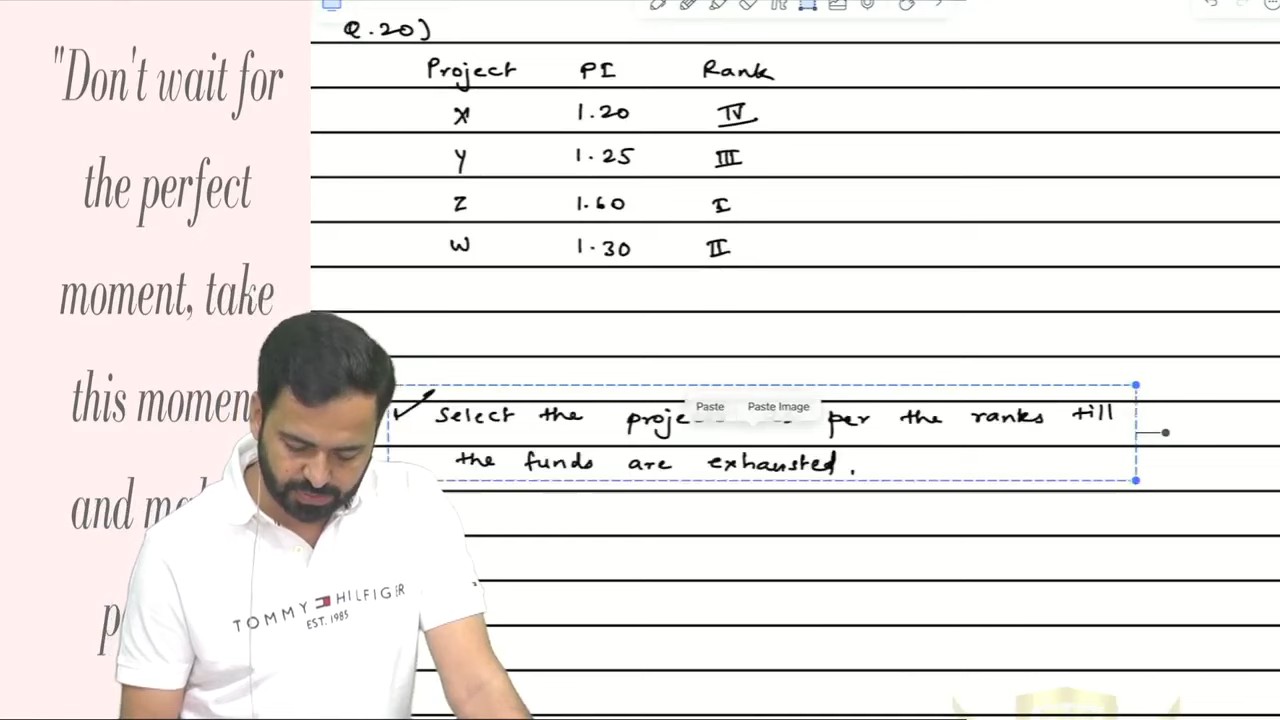 "Don't wait for
the perfect
moment, take
this momen
and ma
p
Q.20)
Project PI Rank
X 1.20 IV
Y 1.25 III
Z 1.60 I
W 1.30 II
Paste Paste Image
Select the projec per the ranks till
the funds are exhausted.
TOMMY HILFIGER
EST. 1985